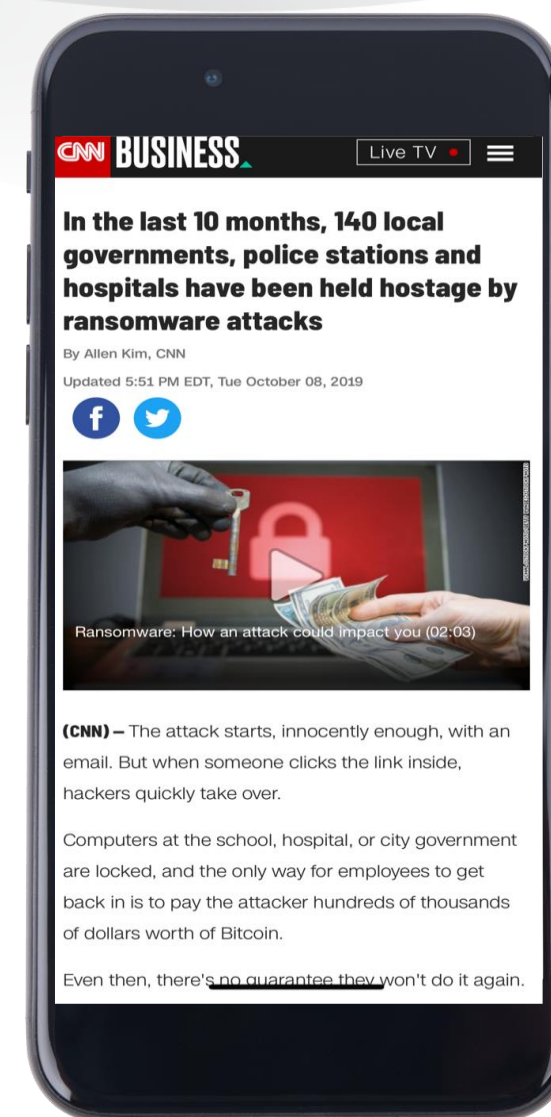 CNN BUSINESS
Live TV
In the last 10 months, 140 local
governments, police stations and
hospitals have been held hostage by
ransomware attacks
By Allen Kim, CNN
Updated 5:51 PM EDT, Tue October 08, 2019
Ransomware: How an attack could impact you (02:03)
(CNN) — The attack starts, innocently enough, with an
email. But when someone clicks the link inside,
hackers quickly take over.
Computers at the school, hospital, or city government
are locked, and the only way for employees to get
back in is to pay the attacker hundreds of thousands
of dollars worth of Bitcoin.
Even then, there's no guarantee they won't do it again.